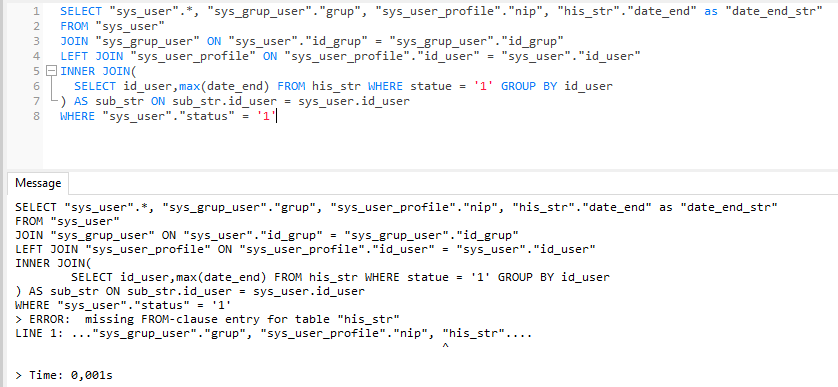 1 SELECT "sys_user".*, "sys_grup_user"."grup", "sys_user_profile"."nip", "his_str"."date_end" as "date_end_str"
2 FROM "sys_user"
3 JOIN "sys_grup_user" ON "sys_user"."id_grup" = "sys_grup_user"."id_grup"
4 LEFT JOIN "sys_user_profile" ON "sys_user_profile"."id_user" = "sys_user"."id_user"
5 INNER JOIN(
6 SELECT id_user,max(date_end) FROM his_str WHERE statue = '1' GROUP BY id_user
7 ) AS sub_str ON sub_str.id_user = sys_user.id_user
8 WHERE "sys_user"."status" = '1'
Message
SELECT "sys_user".*, "sys_grup_user"."grup", "sys_user_profile"."nip", "his_str"."date_end" as "date_end_str"
FROM "sys_user"
JOIN "sys_grup_user" ON "sys_user"."id_grup" = "sys_grup_user"."id_grup"
LEFT JOIN "sys_user_profile" ON "sys_user_profile"."id_user" = "sys_user"."id_user"
INNER JOIN(
SELECT id_user,max(date_end) FROM his_str WHERE statue = '1' GROUP BY id_user
) AS sub_str ON sub_str.id_user = sys_user.id_user
WHERE "sys_user"."status" = '1'
> ERROR:  missing FROM-clause entry for table "his_str"
LINE 1: ..."sys_grup_user"."grup", "sys_user_profile"."nip", "his_str"....
^
> Time: 0,001s